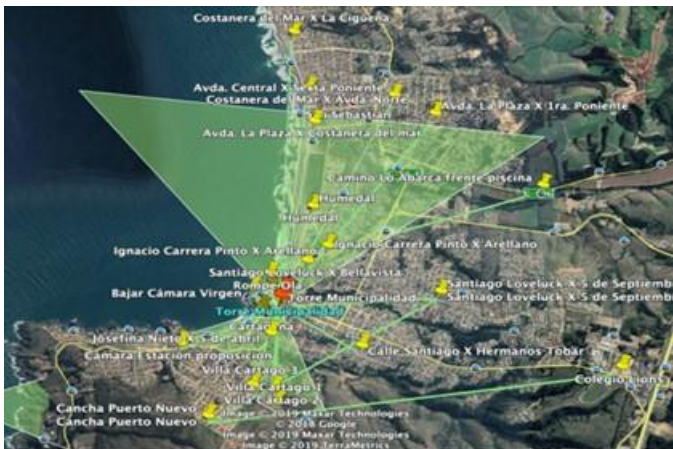 Costanera del Mar X La Cigüeña
Avda. Central X Sexta Poniente
Costanera del Mar X Avda. Norte
Avda. La Plaza X 1ra. Poniente
San Sebastián
Avda. La Plaza X Costanera del mar
Camino Lo Abarca frente piscina
Humedal
Humedal
Ignacio Carrera Pinto X Arellano
Ignacio Carrera Pinto X Arellano
Santiago Loveluck X Bellavista
Rompe Ola
Santiago Loveluck X 5 de Septiemb
Bajar Cámara Virgen
Torre Municipalidad
Santiago Loveluck X 5 de Septiemb
Torre Municipalidad
Cartagena
Josefina Nieto X 5 de abril
Calle Santiago X Hermanos Tobar
Cámara Estación proposición
Villa Cartago 3
Colegio Lions
Villa Cartago 1
Villa Cartago 2
Cancha Puerto Nuevo
Cancha Puerto Nuevo
Image © 2019 Maxar Technologies
© 2018 Google
Image © 2019 Maxar Technologies
Image © 2019 TerraMetrics